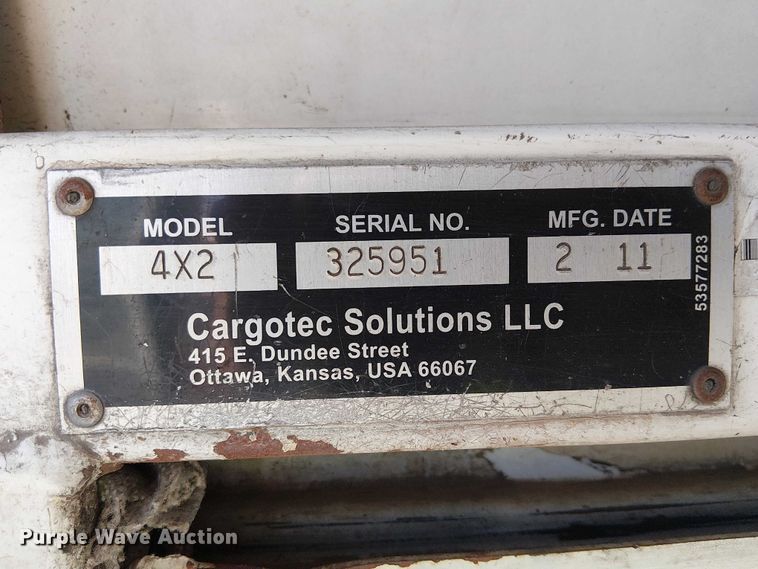 MODEL SERIAL NO. MFG. DATE
4X2 325951 2 11
53577283
Cargotec Solutions LLC
415 E. Dundee Street
Ottawa, Kansas, USA 66067
Purple Wave Auction